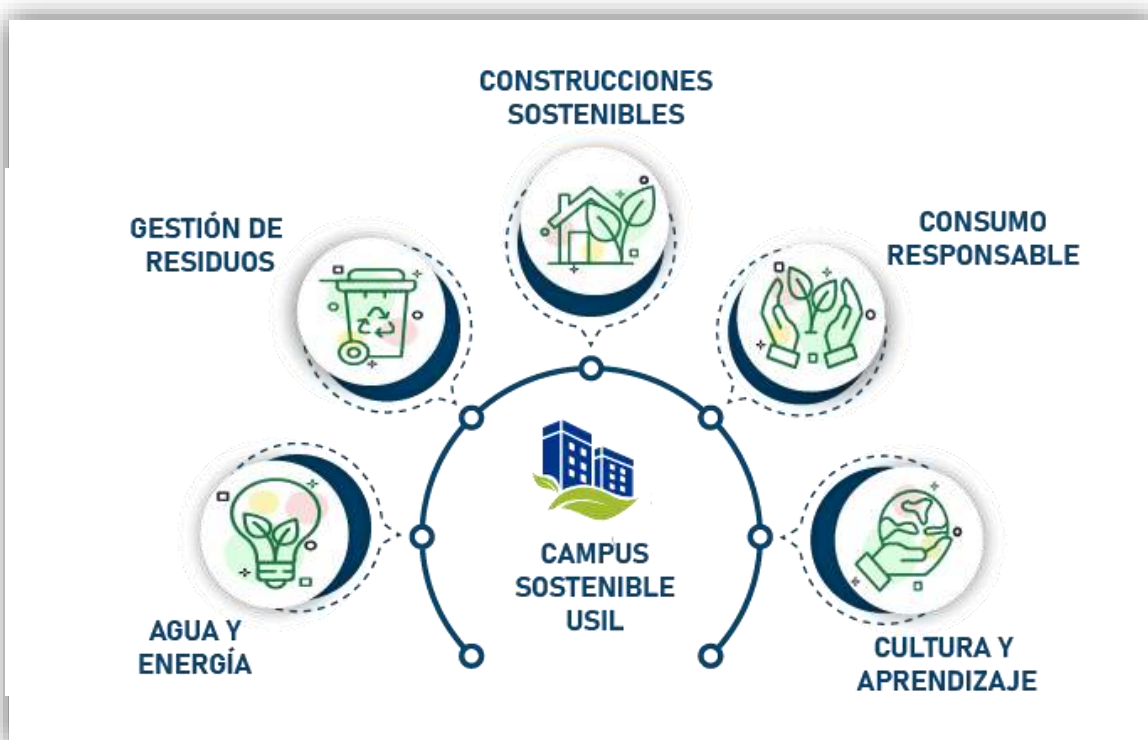 CONSTRUCCIONES
SOSTENIBLES
GESTIÓN DE
RESIDUOS
CONSUMO
RESPONSABLE
AGUA Y
ENERGÍA
CAMPUS
SOSTENIBLE
USIL
CULTURA Y
APRENDIZAJE